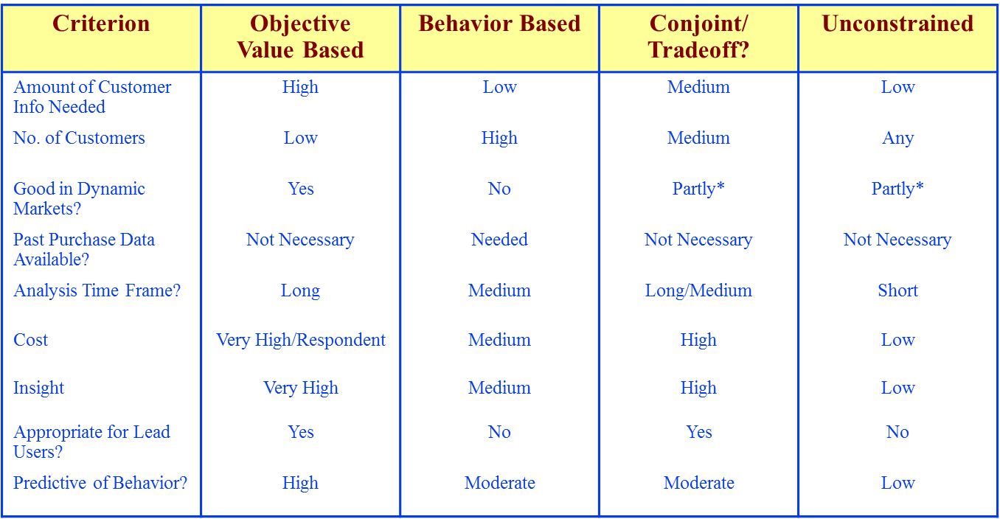 Criterion
Objective
Value Based
Behavior Based
Conjoint/
Tradeoff?
Unconstrained
Amount of Customer
Info Needed
High
Low
Medium
Low
No. of Customers
Low
High
Medium
Any
Good in Dynamic
Markets?
Yes
No
Partly*
Partly*
Past Purchase Data
Available?
Not Necessary
Needed
Not Necessary
Not Necessary
Analysis Time Frame?
Long
Medium
Long/Medium
Short
Cost
Very High/Respondent
Medium
High
Low
Insight
Very High
Medium
High
Low
Appropriate for Lead
Users?
Yes
No
Yes
No
Predictive of Behavior?
High
Moderate
Moderate
Low